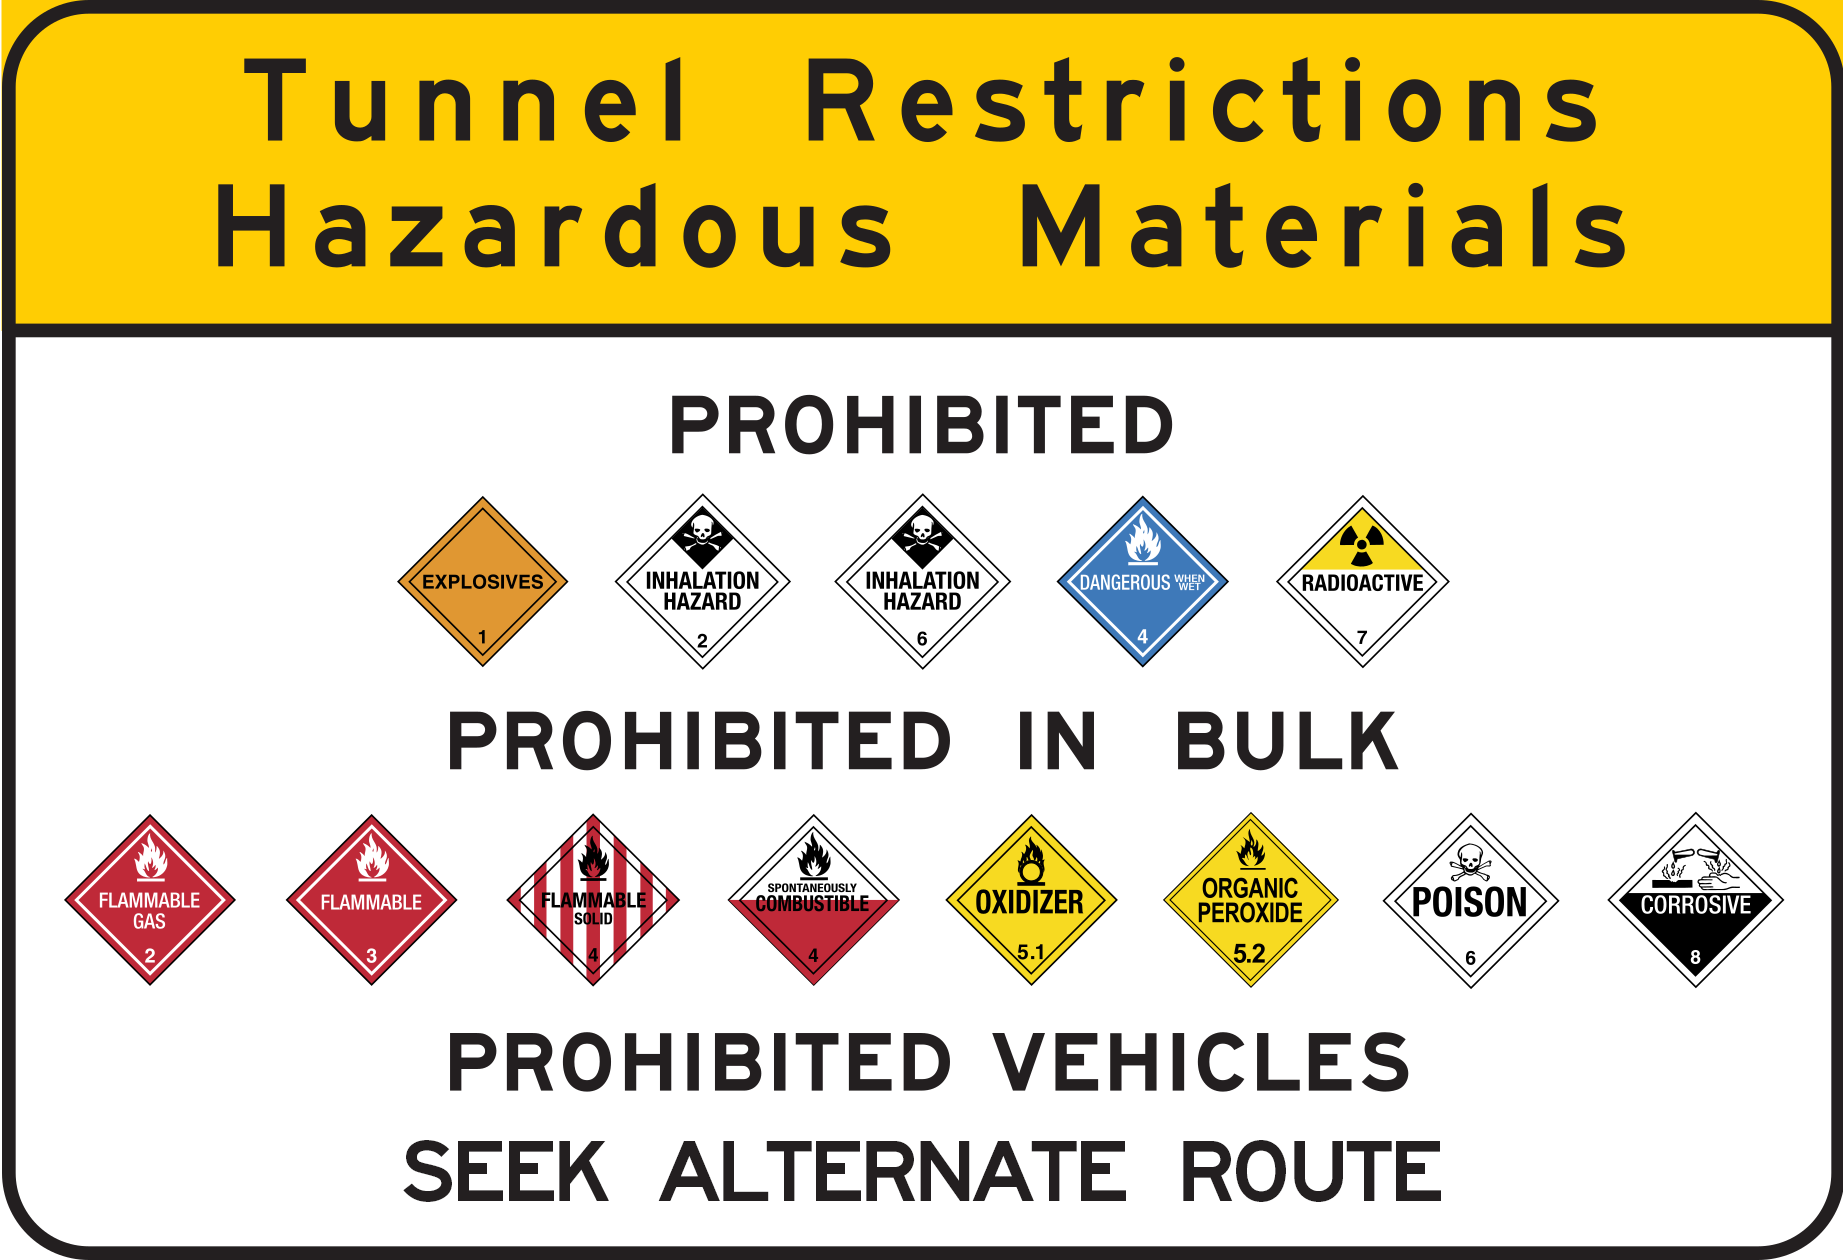 Tunnel Restrictions
Hazardous Materials
PROHIBITED
EXPLOSIVES
1
INHALATION
HAZARD
2
INHALATION
HAZARD
6
DANGEROUS WHEN
WET
4
RADIOACTIVE
7
PROHIBITED IN BULK
FLAMMABLE
GAS
2
FLAMMABLE
3
FLAMMABLE
SOLID
4
SPONTANEOUSLY
COMBUSTIBLE
4
OXIDIZER
5.1
ORGANIC
PEROXIDE
5.2
POISON
6
CORROSIVE
8
PROHIBITED VEHICLES
SEEK ALTERNATE ROUTE